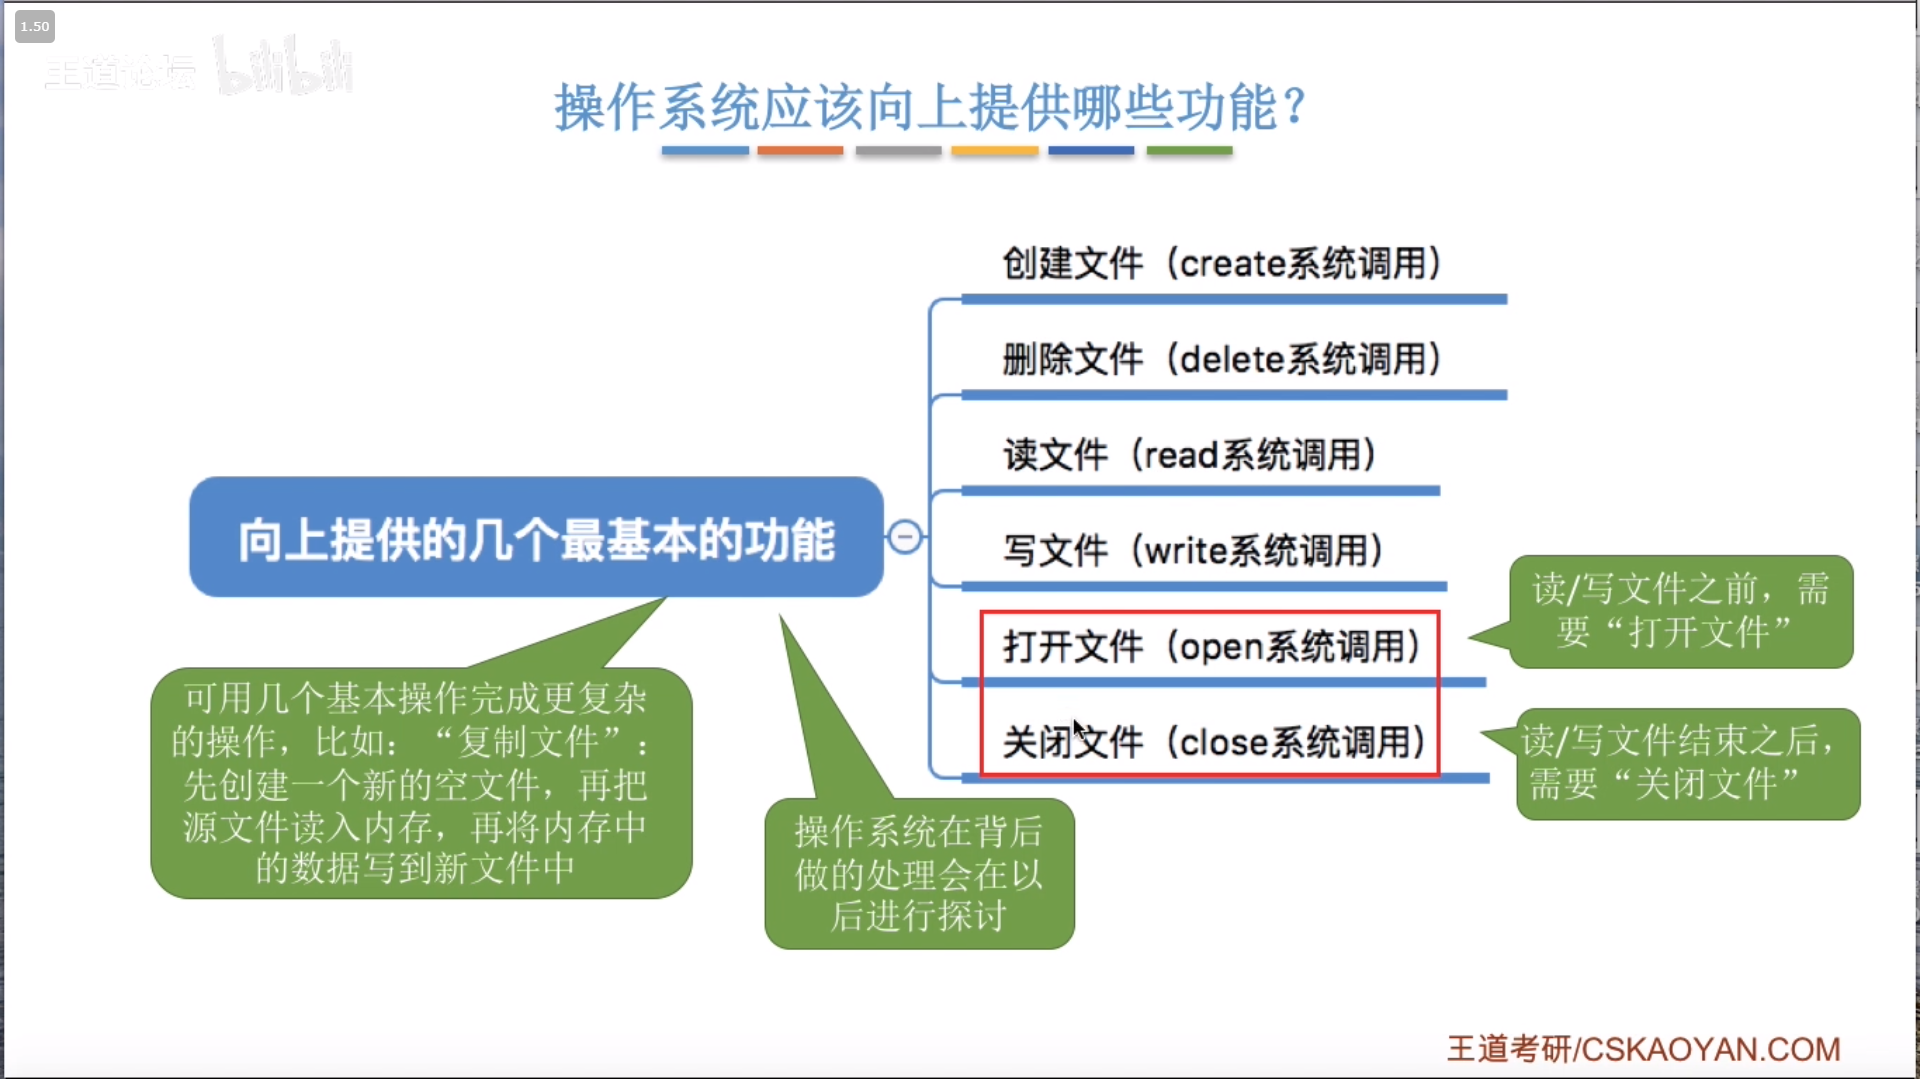 1.50
王道论坛 bilibili
操作系统应该向上提供哪些功能？
创建文件（create系统调用）
删除文件（delete系统调用）
读文件（read系统调用）
写文件（write系统调用）
打开文件（open系统调用）
关闭文件（close系统调用）
向上提供的几个最基本的功能
读/写文件之前，需
要“打开文件”
读/写文件结束之后，
需要“关闭文件”
可用几个基本操作完成更复杂
的操作，比如：“复制文件”：
先创建一个新的空文件，再把
源文件读入内存，再将内存中
的数据写到新文件中
操作系统在背后
做的处理会在以
后进行探讨
王道考研/CSKAOYAN.COM